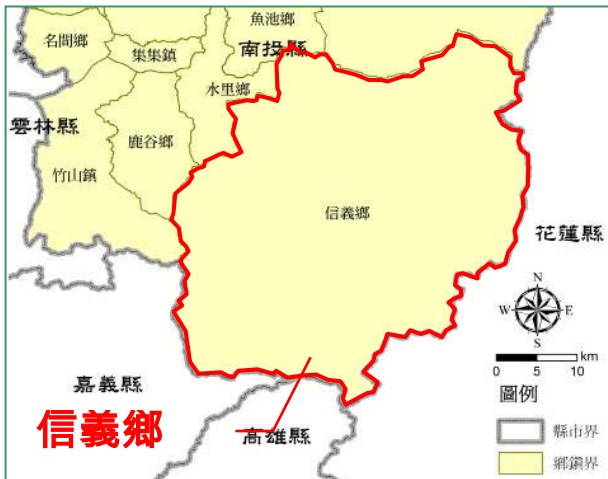 魚池鄉
名間鄉
集集鎮
南投縣
水里鄉
雲林縣
鹿谷鄉
竹山鎮
信義鄉
花蓮縣
N
W
E
S
0 5 10 km
嘉義縣
圖例
信義鄉
高雄縣
縣市界
鄉鎮界